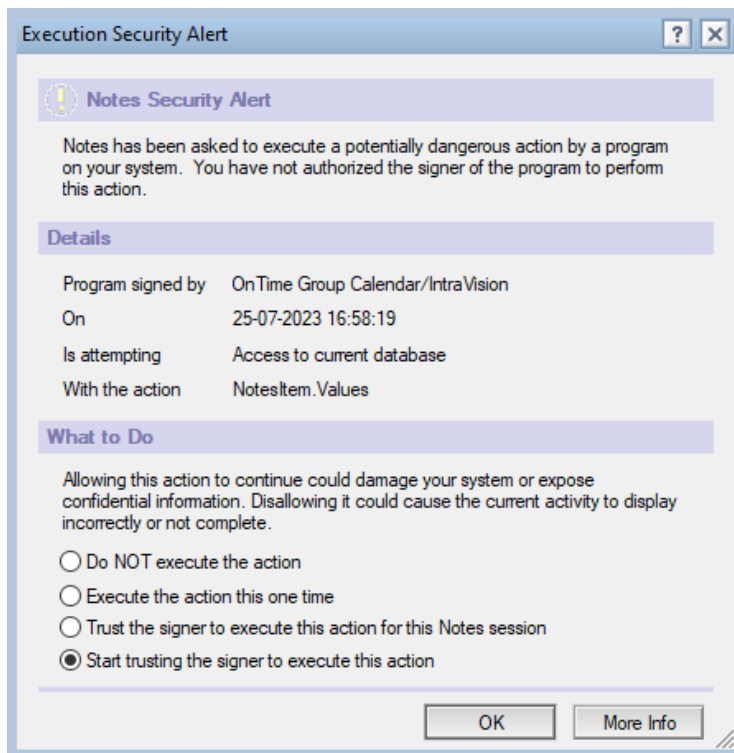 Execution Security Alert
Notes Security Alert
Notes has been asked to execute a potentially dangerous action by a program
on your system. You have not authorized the signer of the program to perform
this action.
Details
Program signed by OnTime Group Calendar/IntraVision
On 25-07-2023 16:58:19
Is attempting Access to current database
With the action NotesItem.Values
What to Do
Allowing this action to continue could damage your system or expose
confidential information. Disallowing it could cause the current activity to display
incorrectly or not complete.
Do NOT execute the action
Execute the action this one time
Trust the signer to execute this action for this Notes session
Start trusting the signer to execute this action
OK More Info